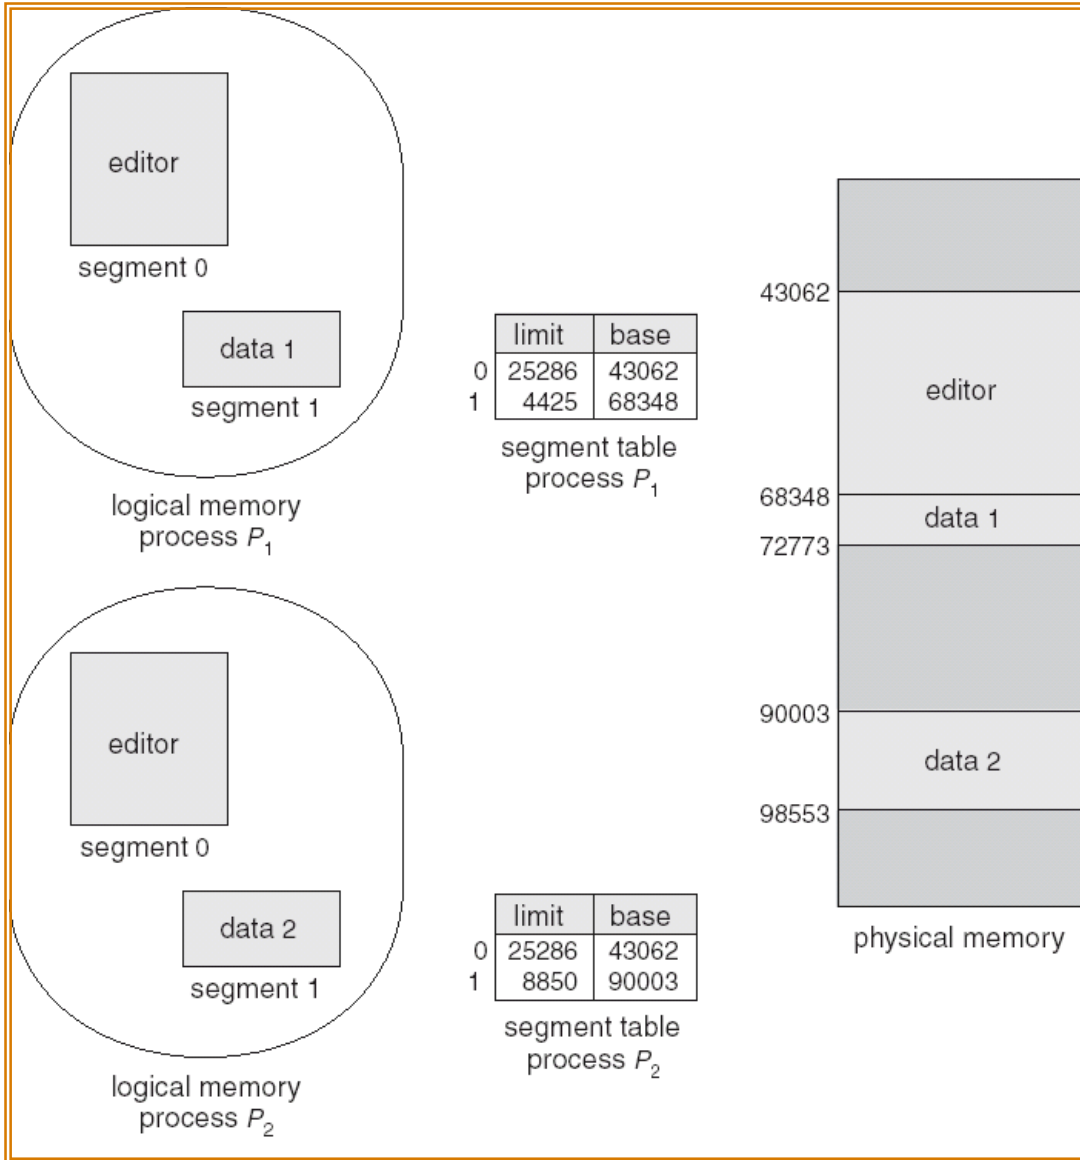 editor
segment 0
data 1
segment 1
logical memory
process P1
limit base
0 25286 43062
1 4425 68348
segment table
process P1
editor
segment 0
data 2
segment 1
logical memory
process P2
limit base
0 25286 43062
1 8850 90003
segment table
process P2
43062
editor
68348
data 1
72773
90003
data 2
98553
physical memory